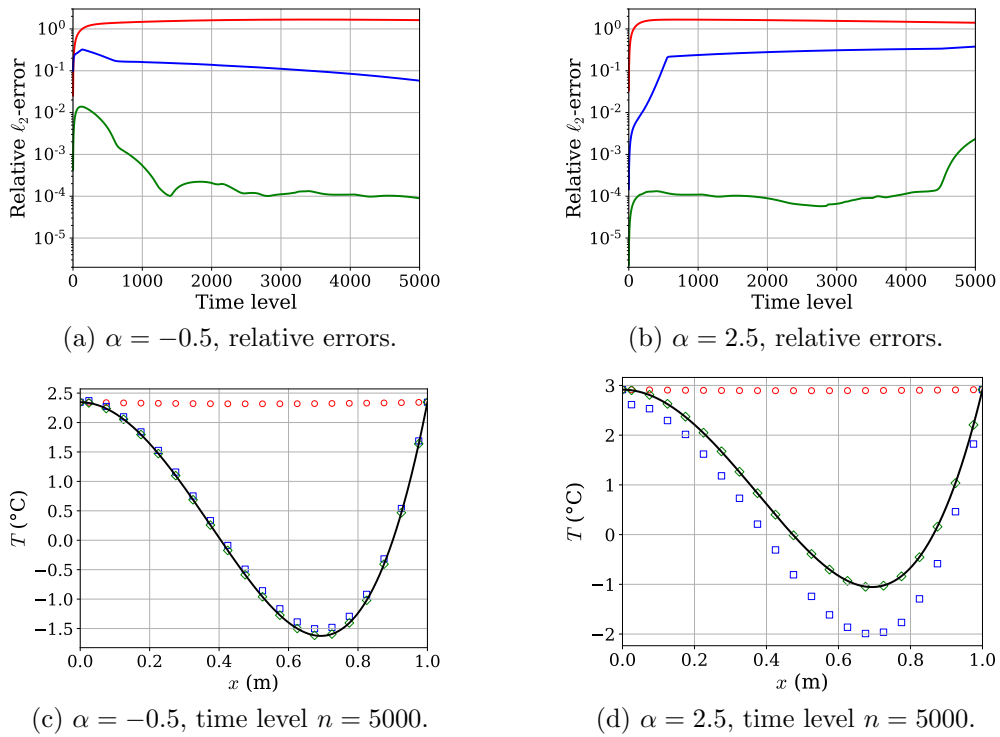 Relative ℓ₂-error
10⁰
10⁻¹
10⁻²
10⁻³
10⁻⁴
10⁻⁵
0 1000 2000 3000 4000 5000
Time level
(a) α = −0.5, relative errors.
Relative ℓ₂-error
10⁰
10⁻¹
10⁻²
10⁻³
10⁻⁴
10⁻⁵
0 1000 2000 3000 4000 5000
Time level
(b) α = 2.5, relative errors.
T (°C)
2.5
2.0
1.5
1.0
0.5
0.0
−0.5
−1.0
−1.5
0.0 0.2 0.4 0.6 0.8 1.0
x (m)
(c) α = −0.5, time level n = 5000.
T (°C)
3
2
1
0
−1
−2
0.0 0.2 0.4 0.6 0.8 1.0
x (m)
(d) α = 2.5, time level n = 5000.